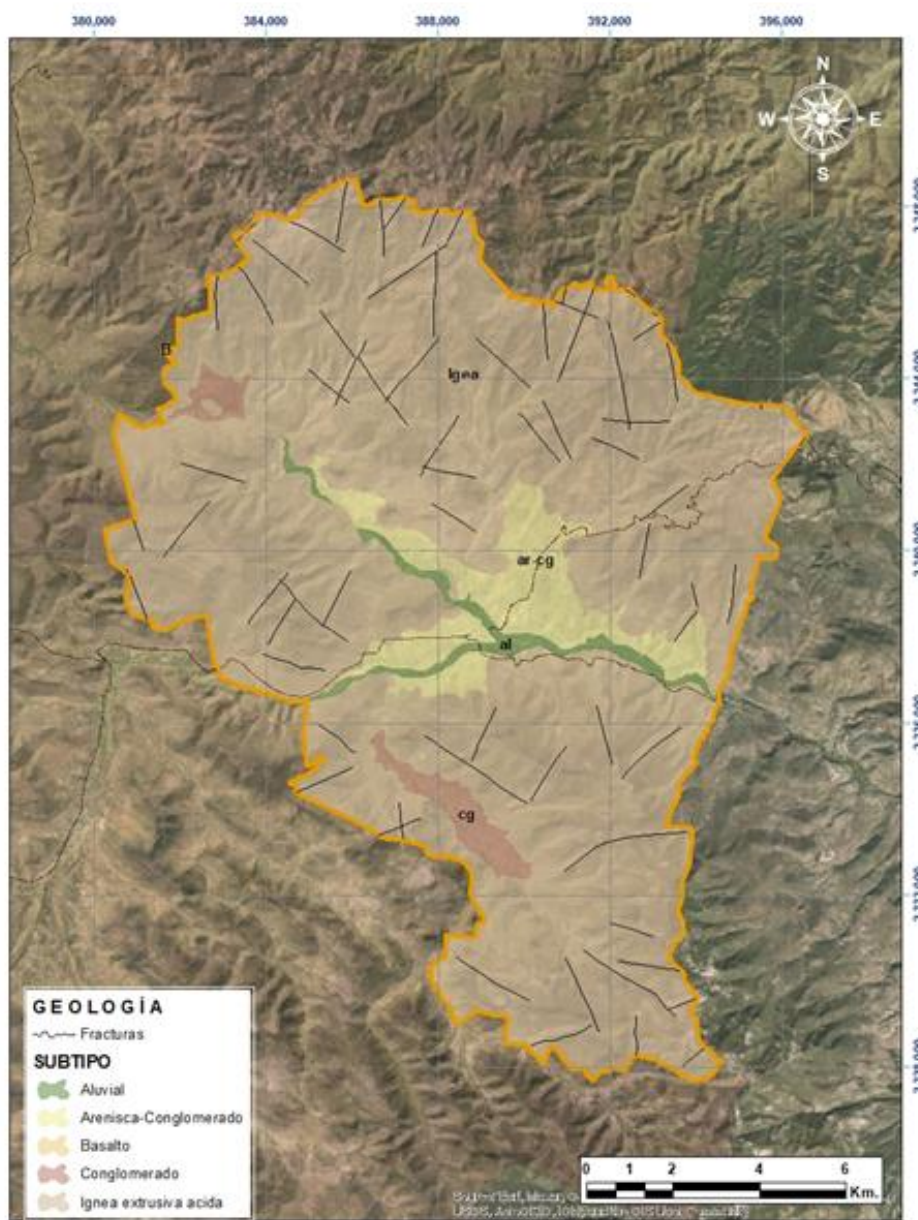 380,000 384,000 388,000 392,000 396,000
N
W E
S
Ignea
ar-cg
al
cg
GEOLOGÍA
Fracturas
SUBTIPO
Aluvial
Arenisca-Conglomerado
Basalto
Conglomerado
Ignea extrusiva acida
0 1 2 4 6
Km.